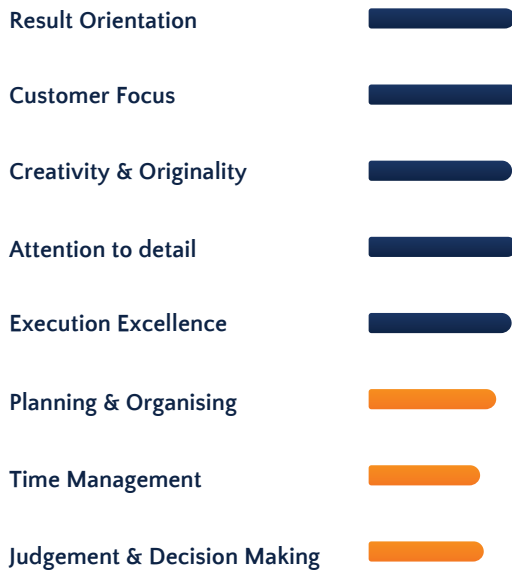 Result Orientation
Customer Focus
Creativity & Originality
Attention to detail
Execution Excellence
Planning & Organising
Time Management
Judgement & Decision Making